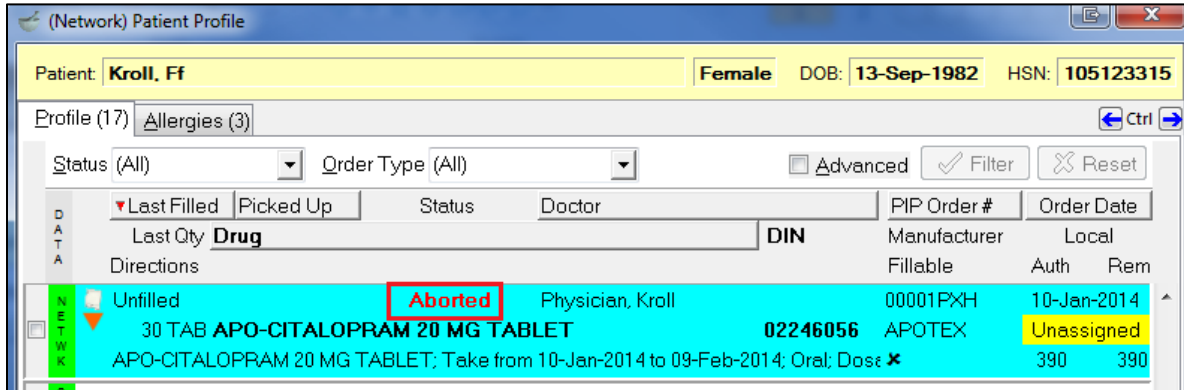 (Network) Patient Profile
Patient: Kroll, Ff Female DOB: 13-Sep-1982 HSN: 105123315
Profile (17) Allergies (3) Ctrl
Status (All) Order Type (All) Advanced Filter Reset
DATA
Last Filled Picked Up Status Doctor PIP Order # Order Date
Last Qty Drug DIN Manufacturer Local
Directions Fillable Auth Rem
NETWK
Unfilled Aborted Physician, Kroll 00001PXH 10-Jan-2014
30 TAB APO-CITALOPRAM 20 MG TABLET 02246056 APOTEX Unassigned
APO-CITALOPRAM 20 MG TABLET; Take from 10-Jan-2014 to 09-Feb-2014; Oral; Dosa 390 390